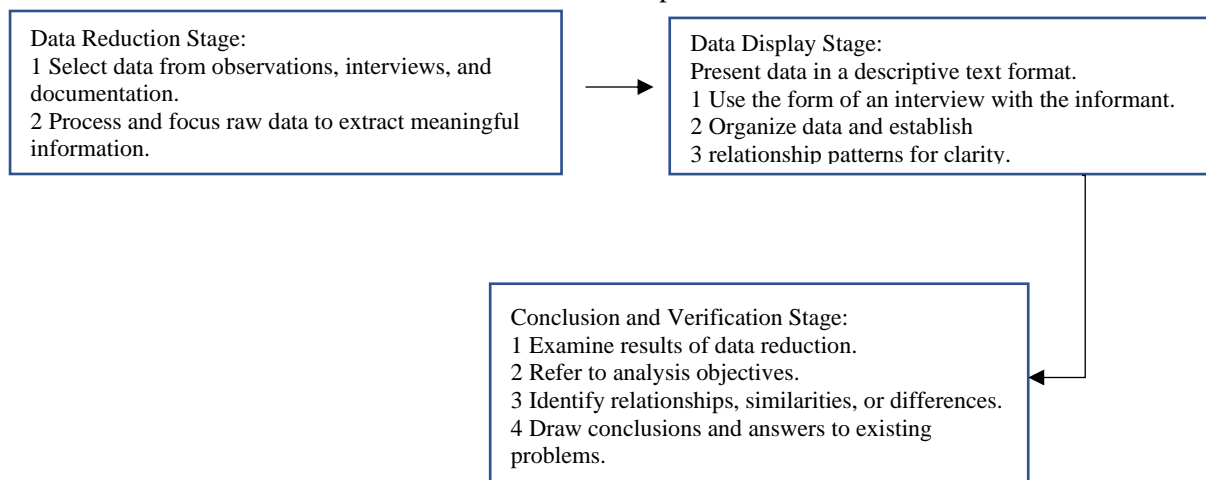 Data Reduction Stage:
1 Select data from observations, interviews, and
documentation.
2 Process and focus raw data to extract meaningful
information.
Data Display Stage:
Present data in a descriptive text format.
1 Use the form of an interview with the informant.
2 Organize data and establish
3 relationship patterns for clarity.
Conclusion and Verification Stage:
1 Examine results of data reduction.
2 Refer to analysis objectives.
3 Identify relationships, similarities, or differences.
4 Draw conclusions and answers to existing
problems.